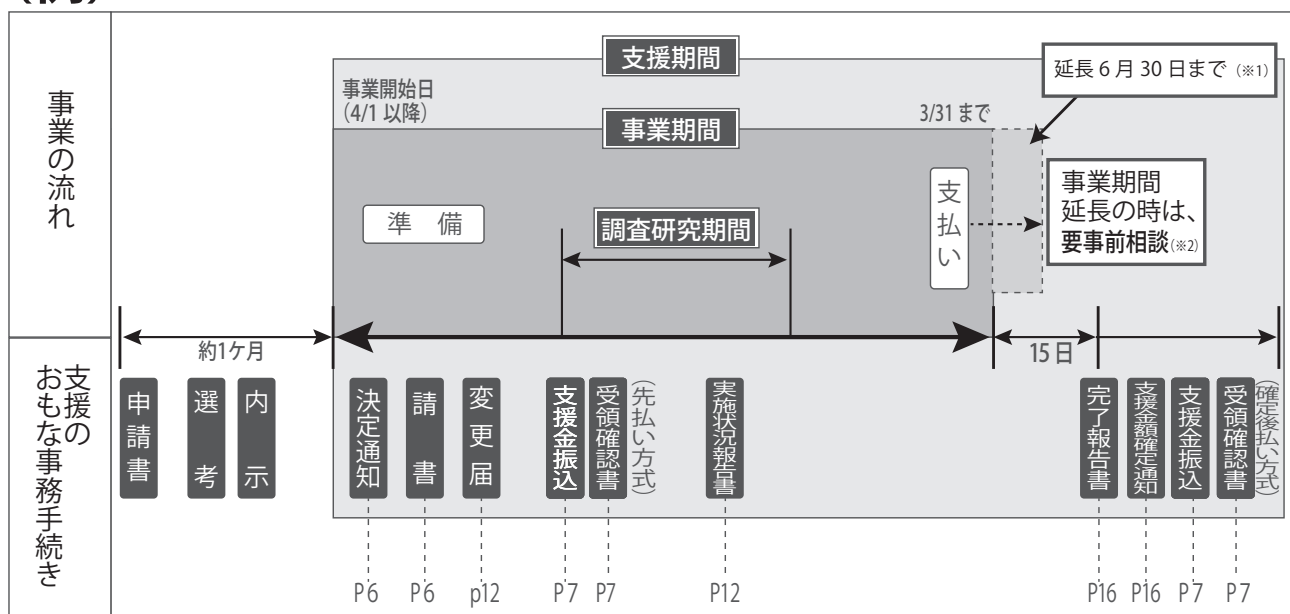 (例)
事業の流れ
支援期間
延長 6 月 30 日まで (※1)
事業開始日
(4/1 以降)
事業期間
3/31 まで
準 備
調査研究期間
支払い
事業期間
延長の時は、
要事前相談(※2)
約1ケ月
15 日
支援の
おもな事務手続き
申請書
選考
内示
決定通知
請書
変更届
支援金振込
受領確認書
(先払い方式)
実施状況報告書
完了報告書
支援金額確定通知
支援金振込
受領確認書
(確定後払い方式)
P6
P6
p12
P7
P7
P12
P16
P16
P7
P7